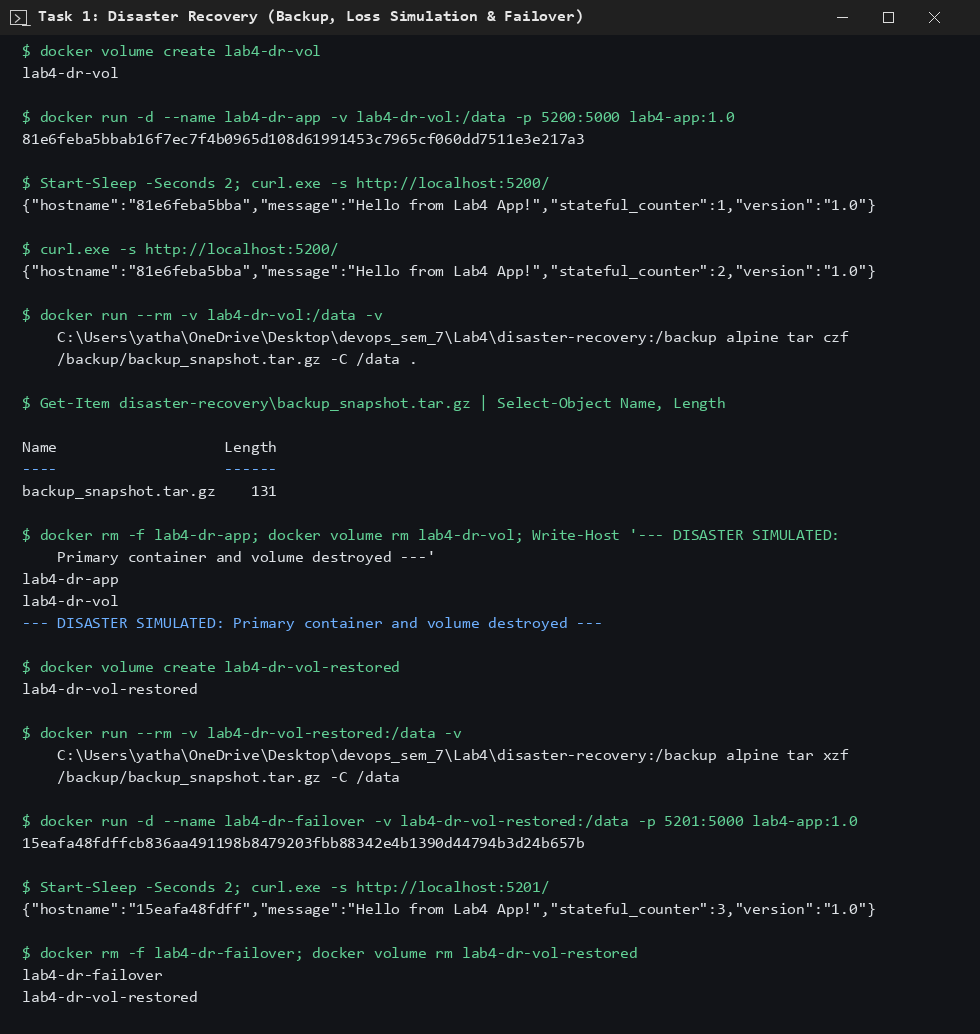 Task 1: Disaster Recovery (Backup, Loss Simulation & Failover)
$ docker volume create lab4-dr-vol
lab4-dr-vol
$ docker run -d --name lab4-dr-app -v lab4-dr-vol:/data -p 5200:5000 lab4-app:1.0
81e6feba5bbab16f7ec7f4b0965d108d61991453c7965cf060dd7511e3e217a3
$ Start-Sleep -Seconds 2; curl.exe -s http://localhost:5200/
{"hostname":"81e6feba5bba","message":"Hello from Lab4 App!","stateful_counter":1,"version":"1.0"}
$ curl.exe -s http://localhost:5200/
{"hostname":"81e6feba5bba","message":"Hello from Lab4 App!","stateful_counter":2,"version":"1.0"}
$ docker run --rm -v lab4-dr-vol:/data -v
C:\Users\yatha\OneDrive\Desktop\devops_sem_7\Lab4\disaster-recovery:/backup alpine tar czf
/backup/backup_snapshot.tar.gz -C /data .
$ Get-Item disaster-recovery\backup_snapshot.tar.gz | Select-Object Name, Length
Name                   Length
----                   ------
backup_snapshot.tar.gz    131
$ docker rm -f lab4-dr-app; docker volume rm lab4-dr-vol; Write-Host '--- DISASTER SIMULATED:
Primary container and volume destroyed ---'
lab4-dr-app
lab4-dr-vol
--- DISASTER SIMULATED: Primary container and volume destroyed ---
$ docker volume create lab4-dr-vol-restored
lab4-dr-vol-restored
$ docker run --rm -v lab4-dr-vol-restored:/data -v
C:\Users\yatha\OneDrive\Desktop\devops_sem_7\Lab4\disaster-recovery:/backup alpine tar xzf
/backup/backup_snapshot.tar.gz -C /data
$ docker run -d --name lab4-dr-failover -v lab4-dr-vol-restored:/data -p 5201:5000 lab4-app:1.0
15eafa48fdffcb836aa491198b8479203fbb88342e4b1390d44794b3d24b657b
$ Start-Sleep -Seconds 2; curl.exe -s http://localhost:5201/
{"hostname":"15eafa48fdff","message":"Hello from Lab4 App!","stateful_counter":3,"version":"1.0"}
$ docker rm -f lab4-dr-failover; docker volume rm lab4-dr-vol-restored
lab4-dr-failover
lab4-dr-vol-restored